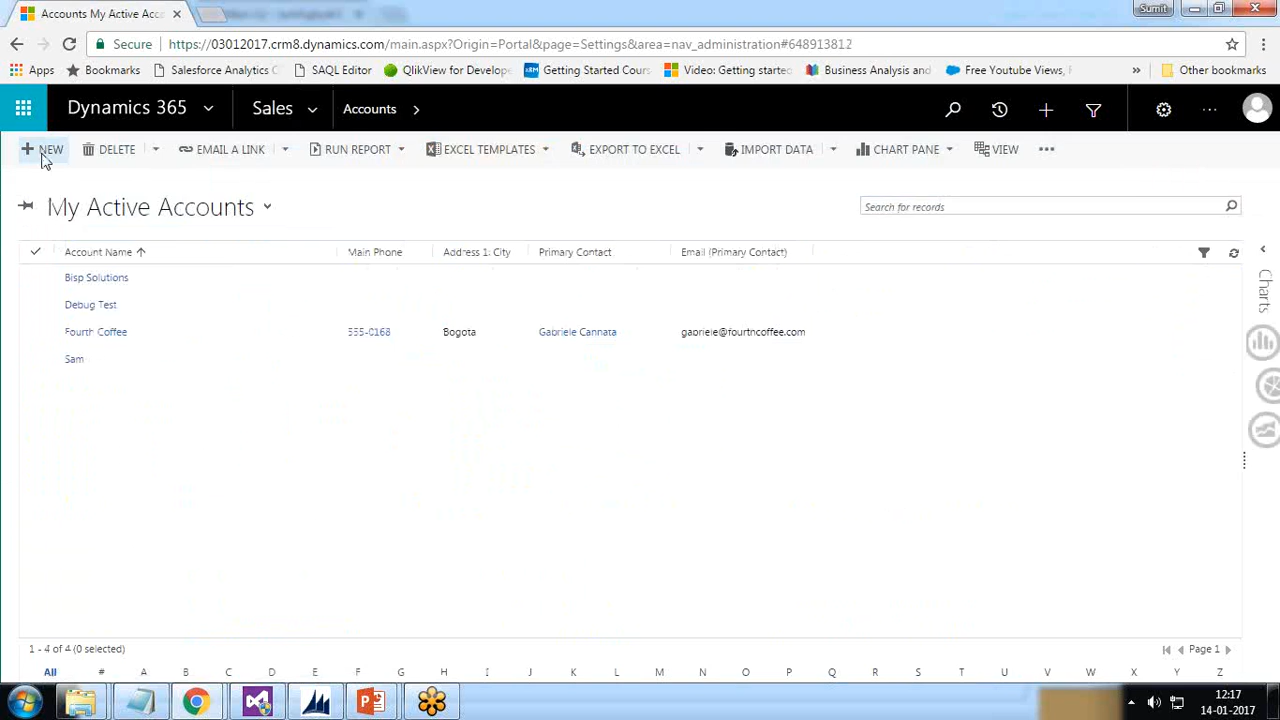 Accounts My Active Acc
Sumit
Secure https://03012017.crm8.dynamics.com/main.aspx?Origin=Portal&page=Settings&area=nav_administration#648913812
Apps Bookmarks Salesforce Analytics C SAQL Editor QlikView for Develope Getting Started Cours Video: Getting started Business Analysis and Free Youtube Views, F » Other bookmarks
Dynamics 365 Sales Accounts
NEW DELETE EMAIL A LINK RUN REPORT EXCEL TEMPLATES EXPORT TO EXCEL IMPORT DATA CHART PANE VIEW
My Active Accounts
Search for records
Account Name Main Phone Address 1: City Primary Contact Email (Primary Contact)
Charts
Bisp Solutions
Debug Test
Fourth Coffee 555-0168 Bogota Gabriele Cannata gabriele@fourthcoffee.com
Sam
1 - 4 of 4 (0 selected) Page 1
All # A B C D E F G H I J K L M N O P Q R S T U V W X Y Z
12:17
14-01-2017